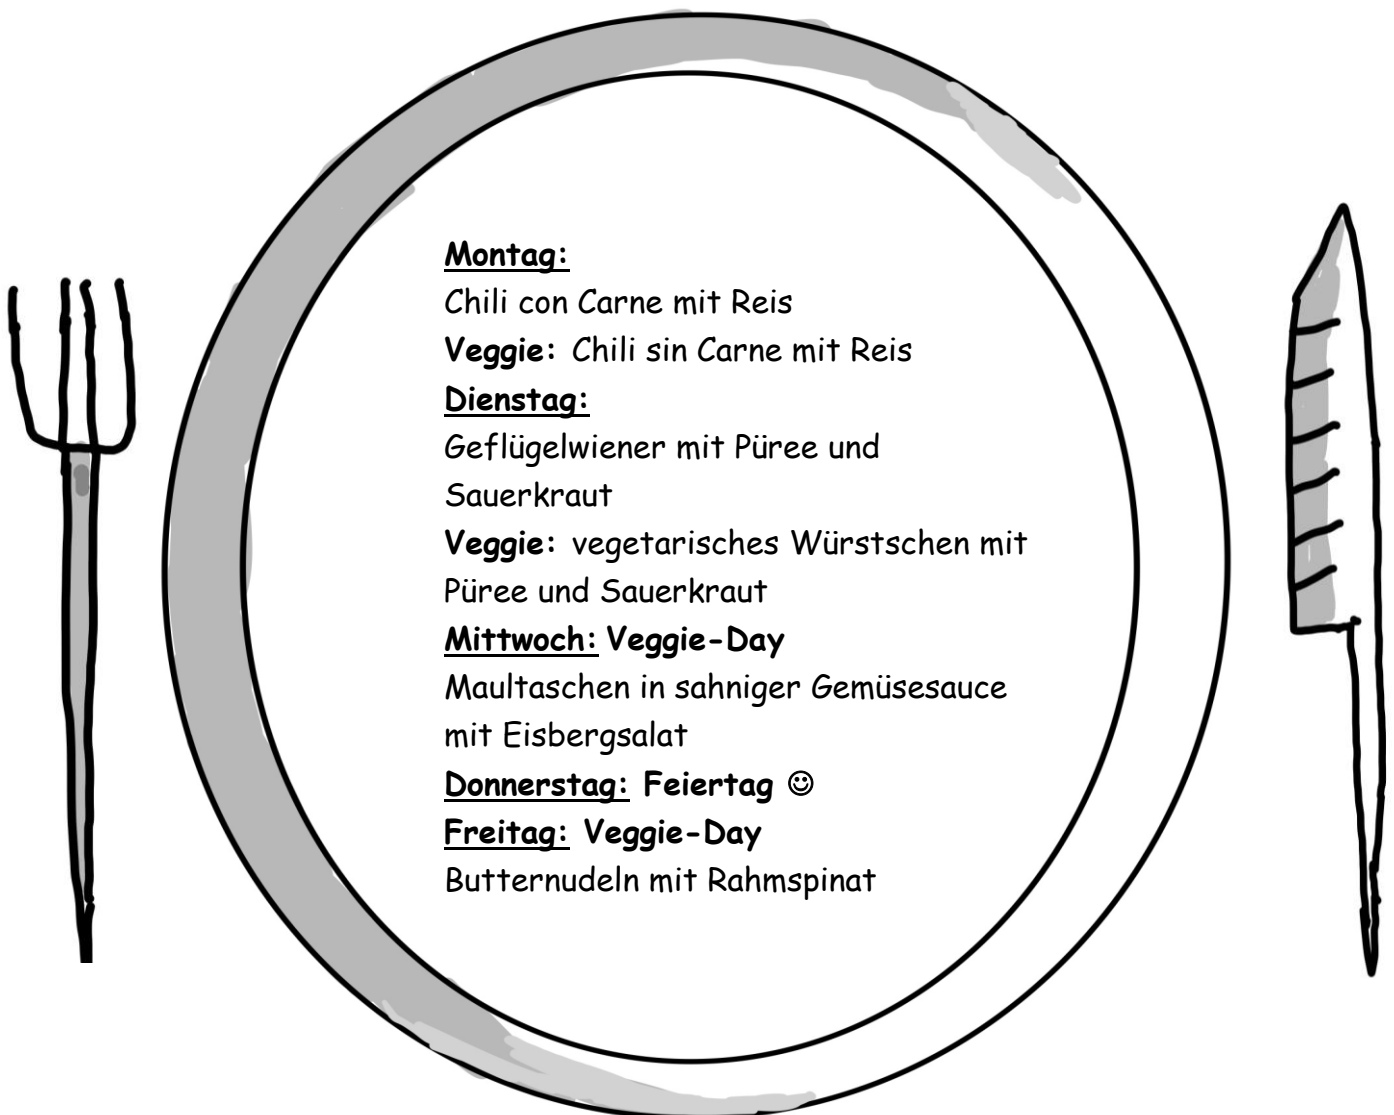 Montag:
Chili con Carne mit Reis
Veggie: Chili sin Carne mit Reis
Dienstag:
Geflügelwiener mit Püree und
Sauerkraut
Veggie: vegetarisches Würstschen mit
Püree und Sauerkraut
Mittwoch: Veggie-Day
Maultaschen in sahniger Gemüsesauce
mit Eisbergsalat
Donnerstag: Feiertag ☺
Freitag: Veggie-Day
Butternudeln mit Rahmspinat